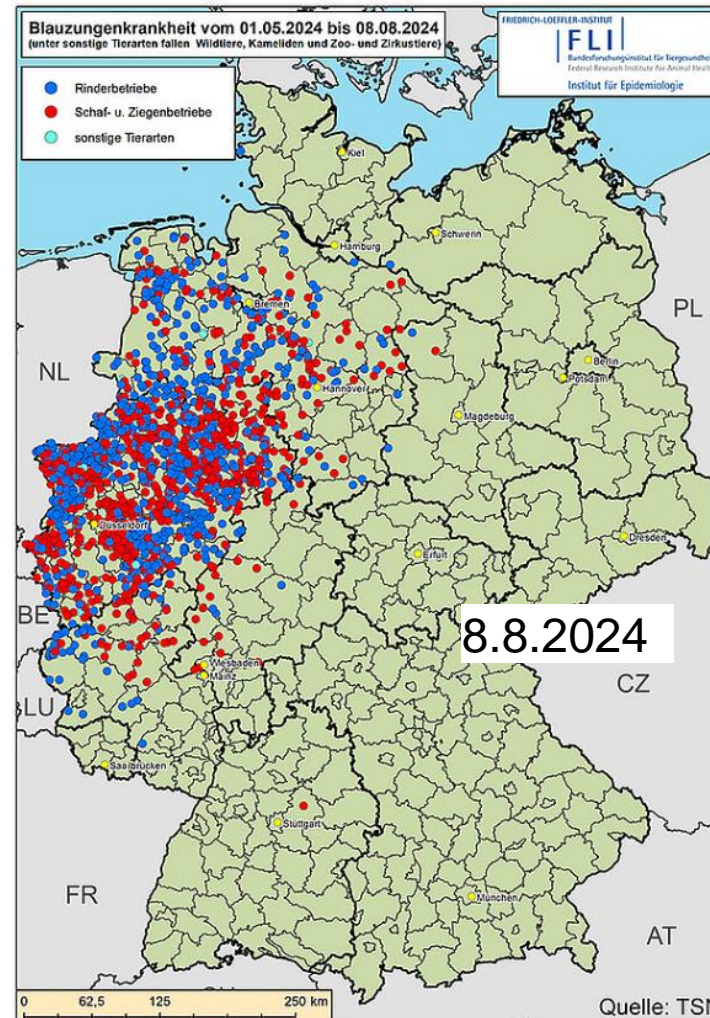 Blauzungenkrankheit vom 01.05.2024 bis 08.08.2024
(unter sonstige Tierarten fallen Wildtiere, Kameliden und Zoo- und Zirkustiere)
FRIEDRICH-LOEFFLER-INSTITUT
FLI
Bundesforschungsinstitut für Tiergesundhei
Federal Research Institute for Animal Healt
Institut für Epidemiologie
Rinderbetriebe
Schaf- u. Ziegenbetriebe
sonstige Tierarten
Kiel
Schwerin
Hamburg
Bremen
PL
Berlin
Potsdam
NL
Hannover
Magdeburg
Düsseldorf
Dresden
Erfurt
BE
8.8.2024
Wiesbaden
Mainz
CZ
LU
Saarbrücken
Stuttgart
FR
München
AT
0 62,5 125 250 km
Quelle: TSN